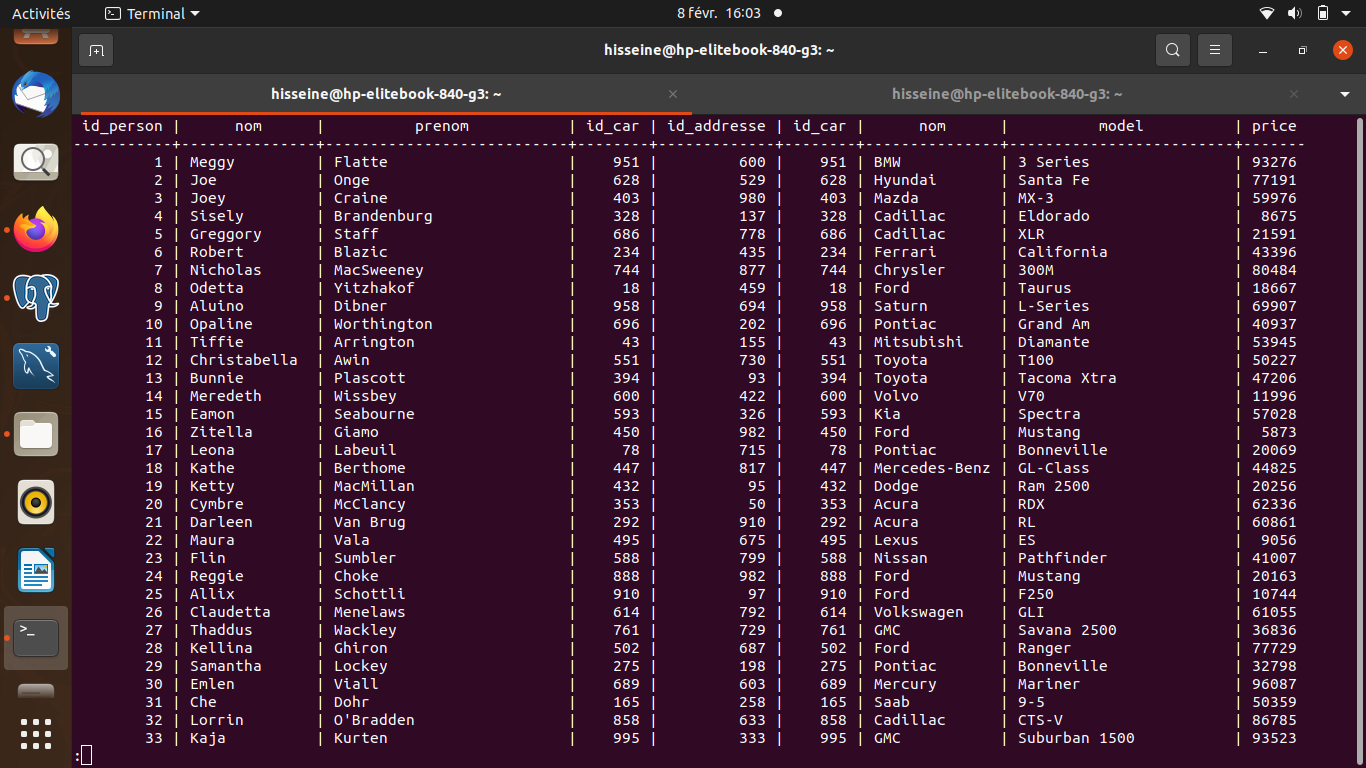 Activités Terminal 8 févr. 16:03
hisseine@hp-elitebook-840-g3: ~
hisseine@hp-elitebook-840-g3: ~ hisseine@hp-elitebook-840-g3: ~
id_person | nom | prenom | id_car | id_addresse | id_car | nom | model | price
-----------+---------------+---------------------------+--------+-------------+--------+---------------+-------------------------+-------
1 | Meggy | Flatte | 951 | 600 | 951 | BMW | 3 Series | 93276
2 | Joe | Onge | 628 | 529 | 628 | Hyundai | Santa Fe | 77191
3 | Joey | Craine | 403 | 980 | 403 | Mazda | MX-3 | 59976
4 | Sisely | Brandenburg | 328 | 137 | 328 | Cadillac | Eldorado | 8675
5 | Greggory | Staff | 686 | 778 | 686 | Cadillac | XLR | 21591
6 | Robert | Blazic | 234 | 435 | 234 | Ferrari | California | 43396
7 | Nicholas | MacSweeney | 744 | 877 | 744 | Chrysler | 300M | 80484
8 | Odetta | Yitzhakof | 18 | 459 | 18 | Ford | Taurus | 18667
9 | Aluino | Dibner | 958 | 694 | 958 | Saturn | L-Series | 69907
10 | Opaline | Worthington | 696 | 202 | 696 | Pontiac | Grand Am | 40937
11 | Tiffie | Arrington | 43 | 155 | 43 | Mitsubishi | Diamante | 53945
12 | Christabella | Awin | 551 | 730 | 551 | Toyota | T100 | 50227
13 | Bunnie | Plascott | 394 | 93 | 394 | Toyota | Tacoma Xtra | 47206
14 | Meredeth | Wissbey | 600 | 422 | 600 | Volvo | V70 | 11996
15 | Eamon | Seabourne | 593 | 326 | 593 | Kia | Spectra | 57028
16 | Zitella | Giamo | 450 | 982 | 450 | Ford | Mustang | 5873
17 | Leona | Labeuil | 78 | 715 | 78 | Pontiac | Bonneville | 20069
18 | Kathe | Berthome | 447 | 817 | 447 | Mercedes-Benz | GL-Class | 44825
19 | Ketty | MacMillan | 432 | 95 | 432 | Dodge | Ram 2500 | 20256
20 | Cymbre | McClancy | 353 | 50 | 353 | Acura | RDX | 62336
21 | Darleen | Van Brug | 292 | 910 | 292 | Acura | RL | 60861
22 | Maura | Vala | 495 | 675 | 495 | Lexus | ES | 9056
23 | Flin | Sumbler | 588 | 799 | 588 | Nissan | Pathfinder | 41007
24 | Reggie | Choke | 888 | 982 | 888 | Ford | Mustang | 20163
25 | Allix | Schottli | 910 | 97 | 910 | Ford | F250 | 10744
26 | Claudetta | Menelaws | 614 | 792 | 614 | Volkswagen | GLI | 61055
27 | Thaddus | Wackley | 761 | 729 | 761 | GMC | Savana 2500 | 36836
28 | Kellina | Ghiron | 502 | 687 | 502 | Ford | Ranger | 77729
29 | Samantha | Lockey | 275 | 198 | 275 | Pontiac | Bonneville | 32798
30 | Emlen | Viall | 689 | 603 | 689 | Mercury | Mariner | 96087
31 | Che | Dohr | 165 | 258 | 165 | Saab | 9-5 | 50359
32 | Lorrin | O'Bradden | 858 | 633 | 858 | Cadillac | CTS-V | 86785
33 | Kaja | Kurten | 995 | 333 | 995 | GMC | Suburban 1500 | 93523
: